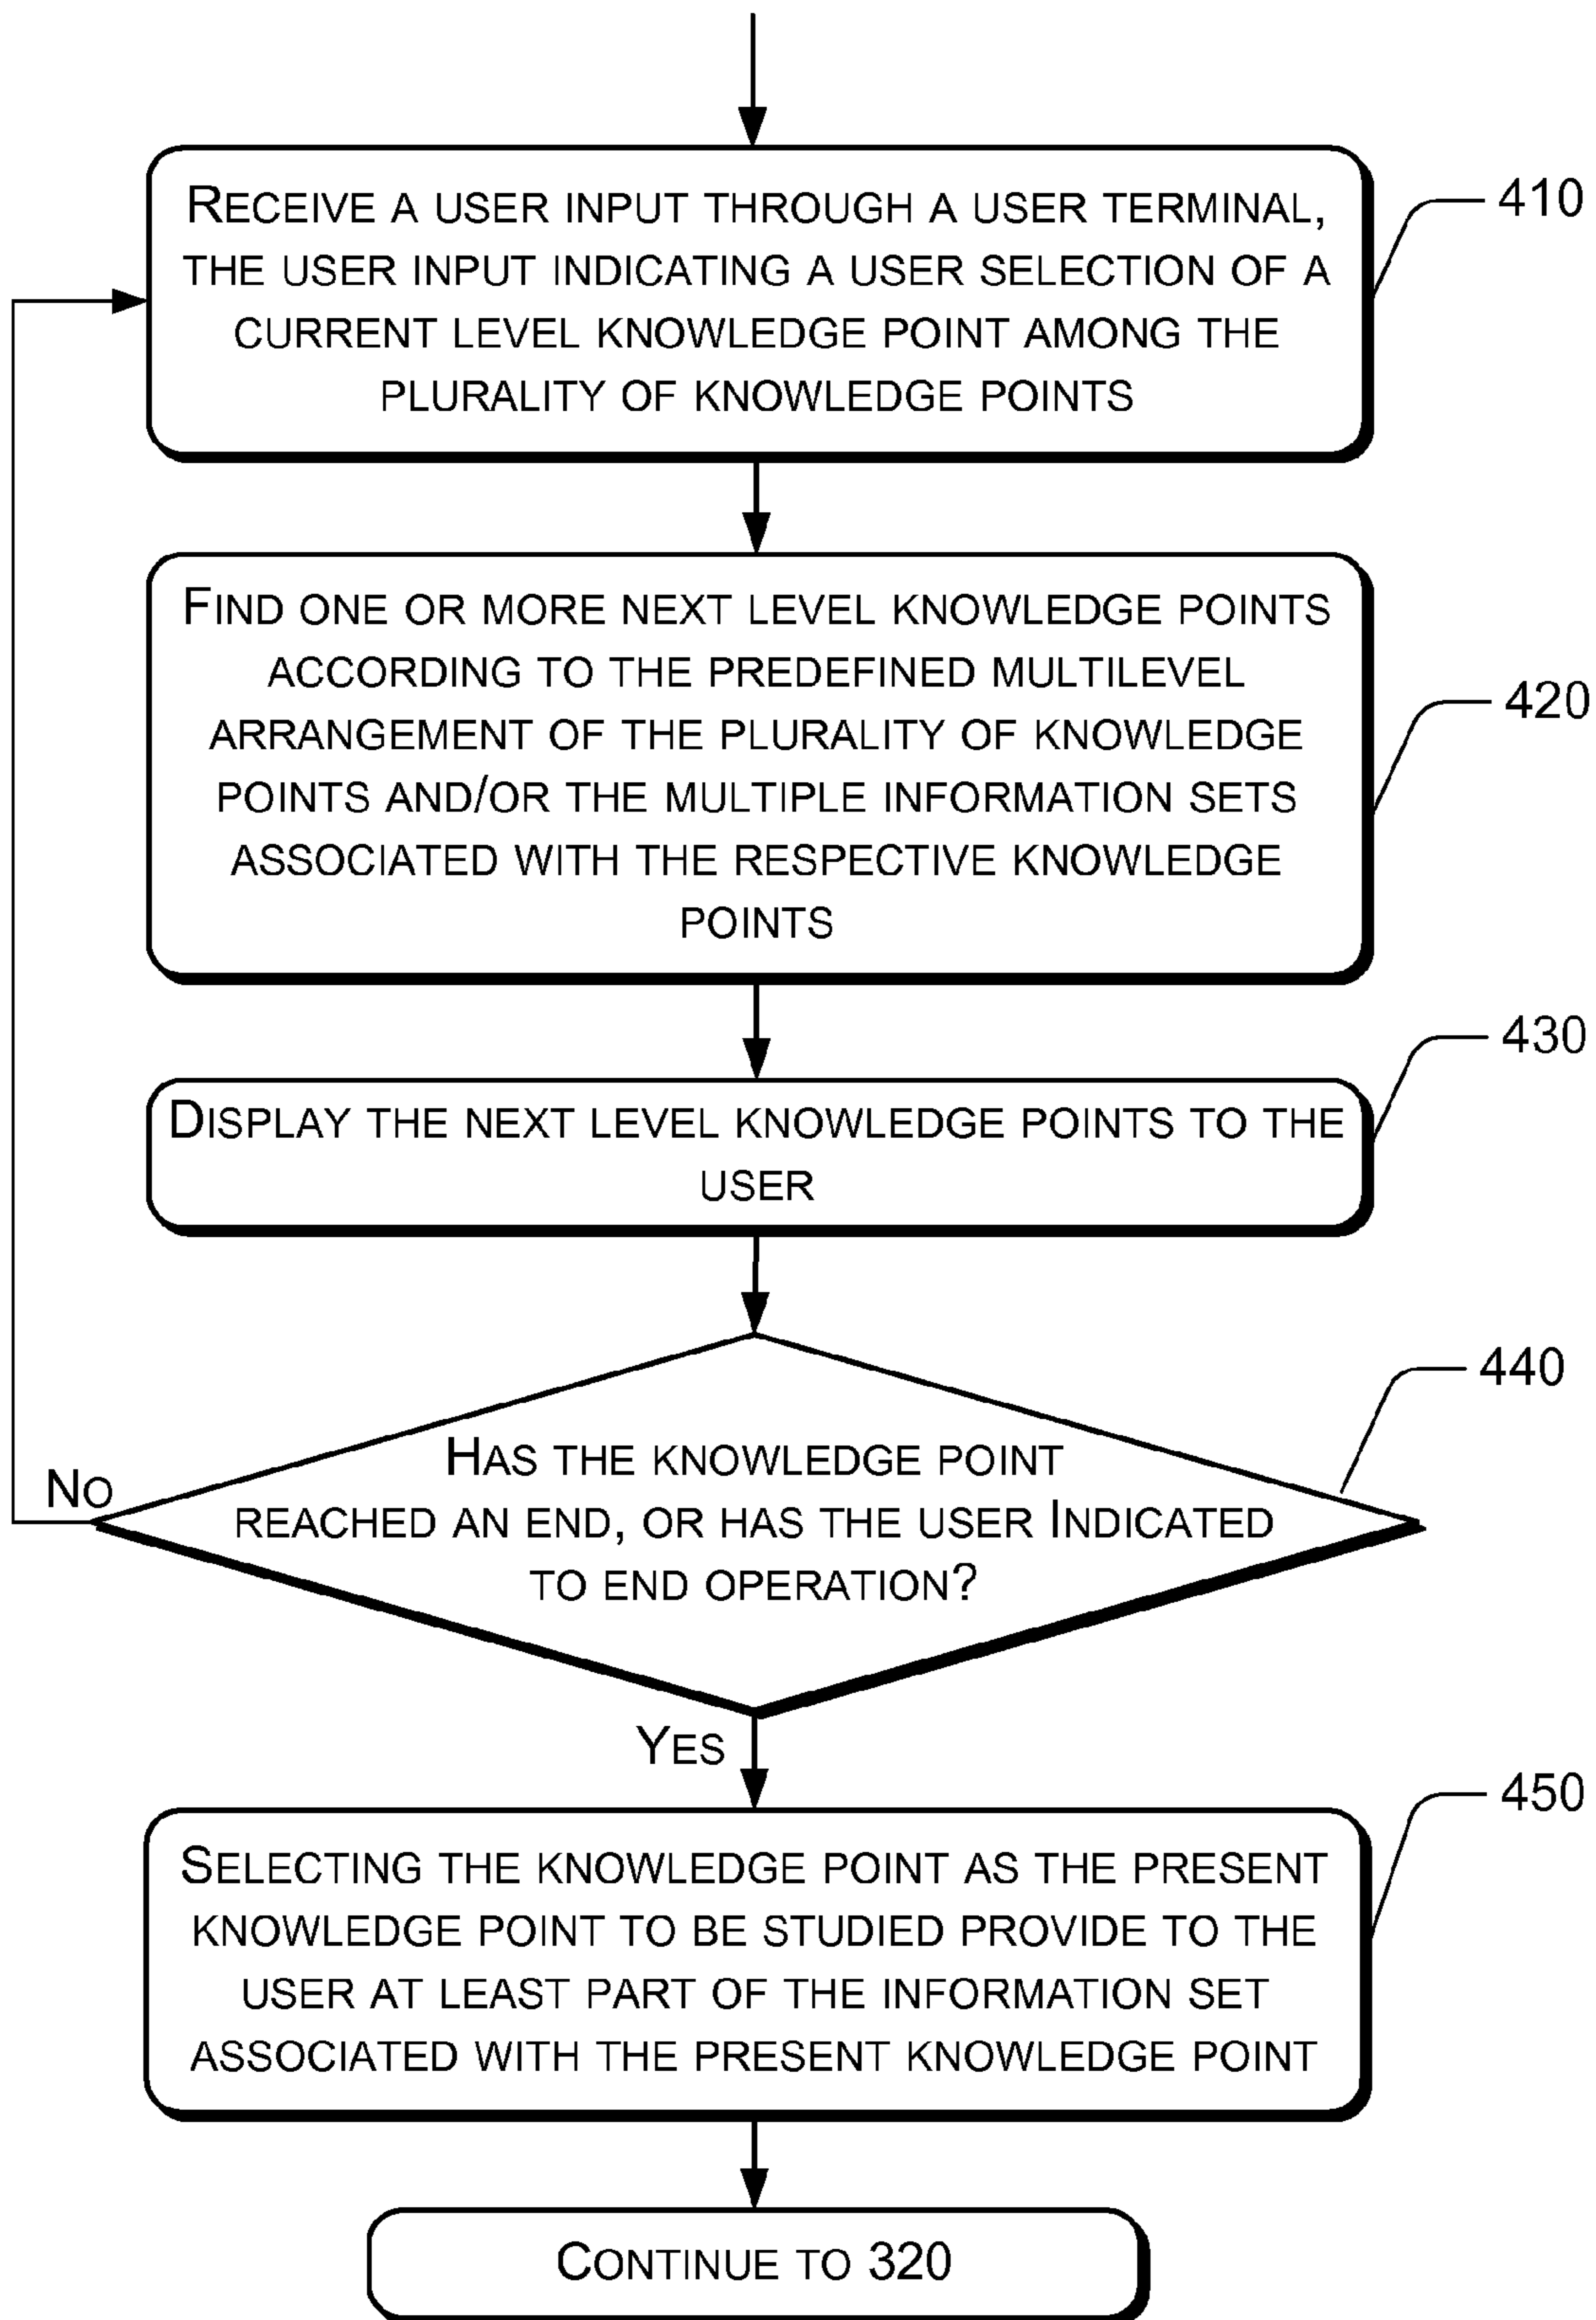 RECEIVE A USER INPUT THROUGH A USER TERMINAL,
THE USER INPUT INDICATING A USER SELECTION OF A
CURRENT LEVEL KNOWLEDGE POINT AMONG THE
PLURALITY OF KNOWLEDGE POINTS
410
FIND ONE OR MORE NEXT LEVEL KNOWLEDGE POINTS
ACCORDING TO THE PREDEFINED MULTILEVEL
ARRANGEMENT OF THE PLURALITY OF KNOWLEDGE
POINTS AND/OR THE MULTIPLE INFORMATION SETS
ASSOCIATED WITH THE RESPECTIVE KNOWLEDGE
POINTS
420
DISPLAY THE NEXT LEVEL KNOWLEDGE POINTS TO THE
USER
430
HAS THE KNOWLEDGE POINT
REACHED AN END, OR HAS THE USER INDICATED
TO END OPERATION?
440
NO
YES
SELECTING THE KNOWLEDGE POINT AS THE PRESENT
KNOWLEDGE POINT TO BE STUDIED PROVIDE TO THE
USER AT LEAST PART OF THE INFORMATION SET
ASSOCIATED WITH THE PRESENT KNOWLEDGE POINT
450
CONTINUE TO 320